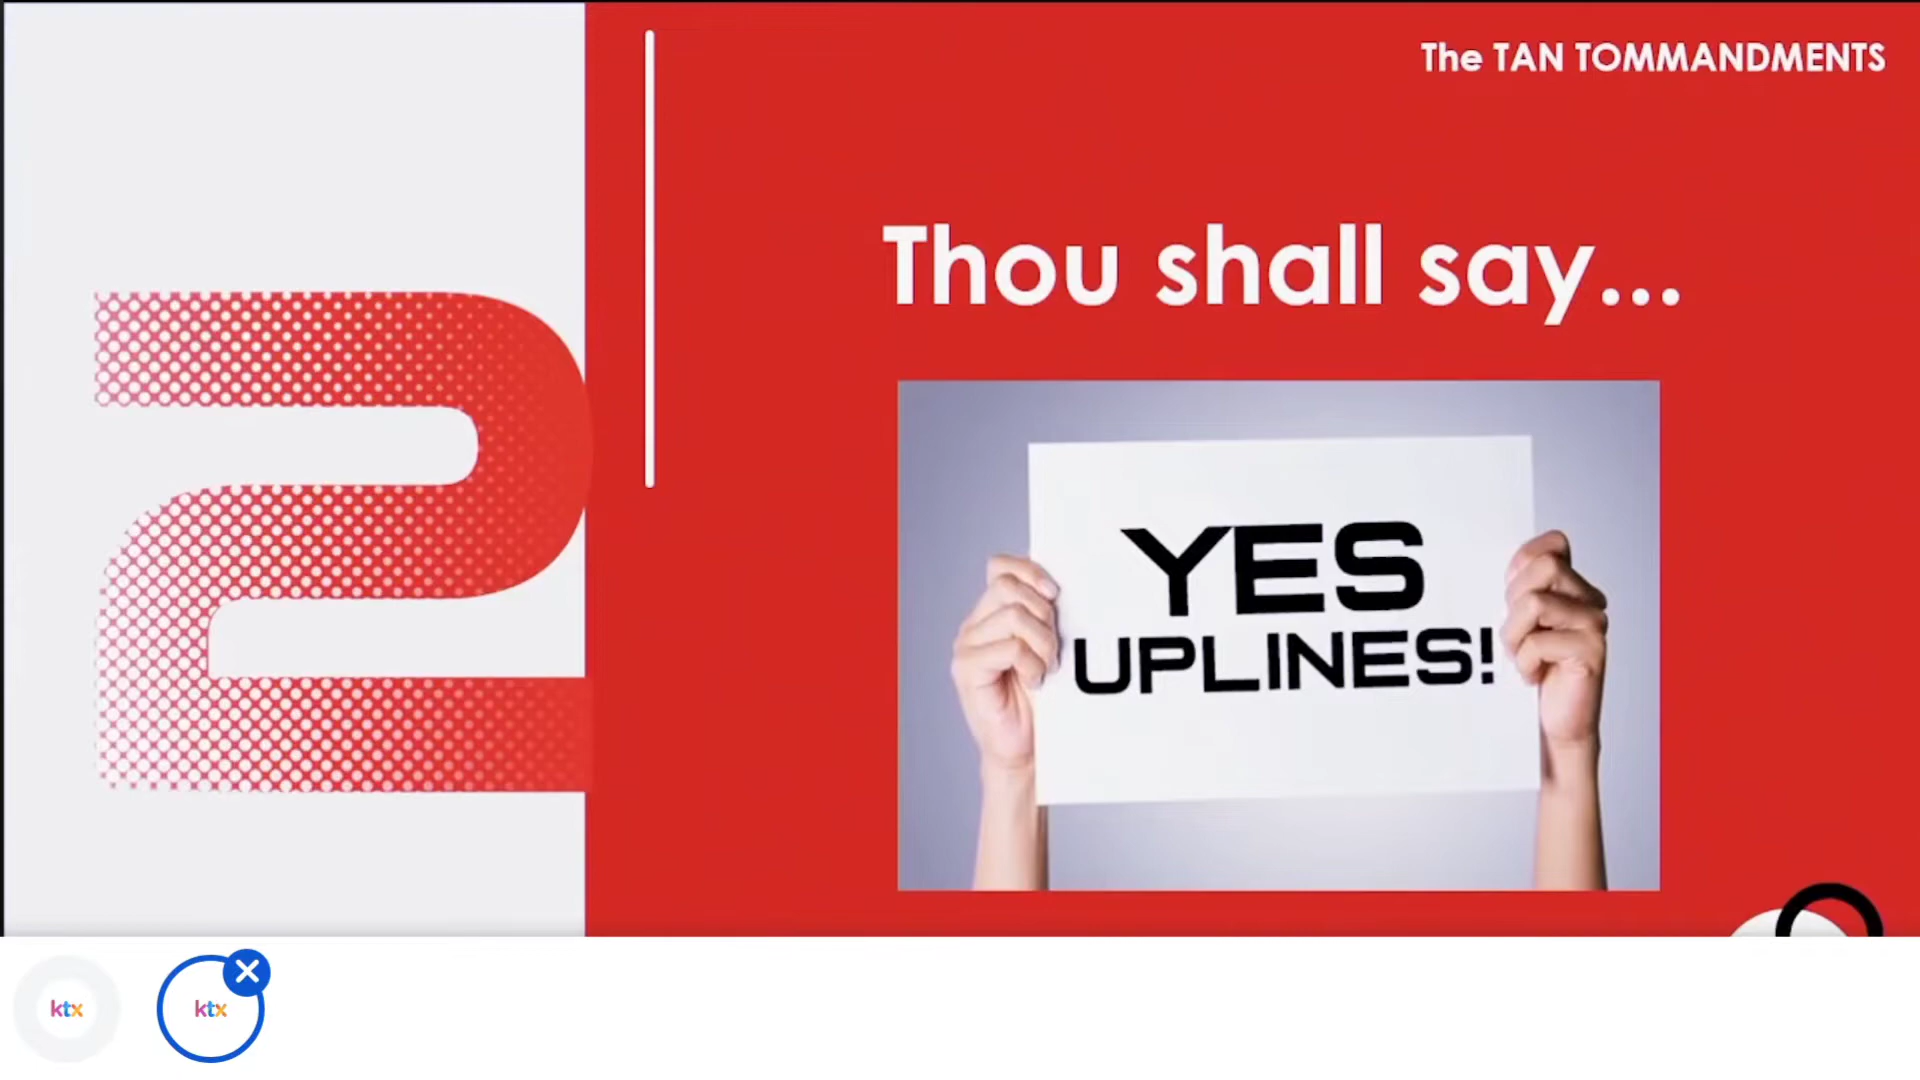 The TAN TOMMANDMENTS
2
Thou shall say...
YES
UPLINES!
ktx
ktx